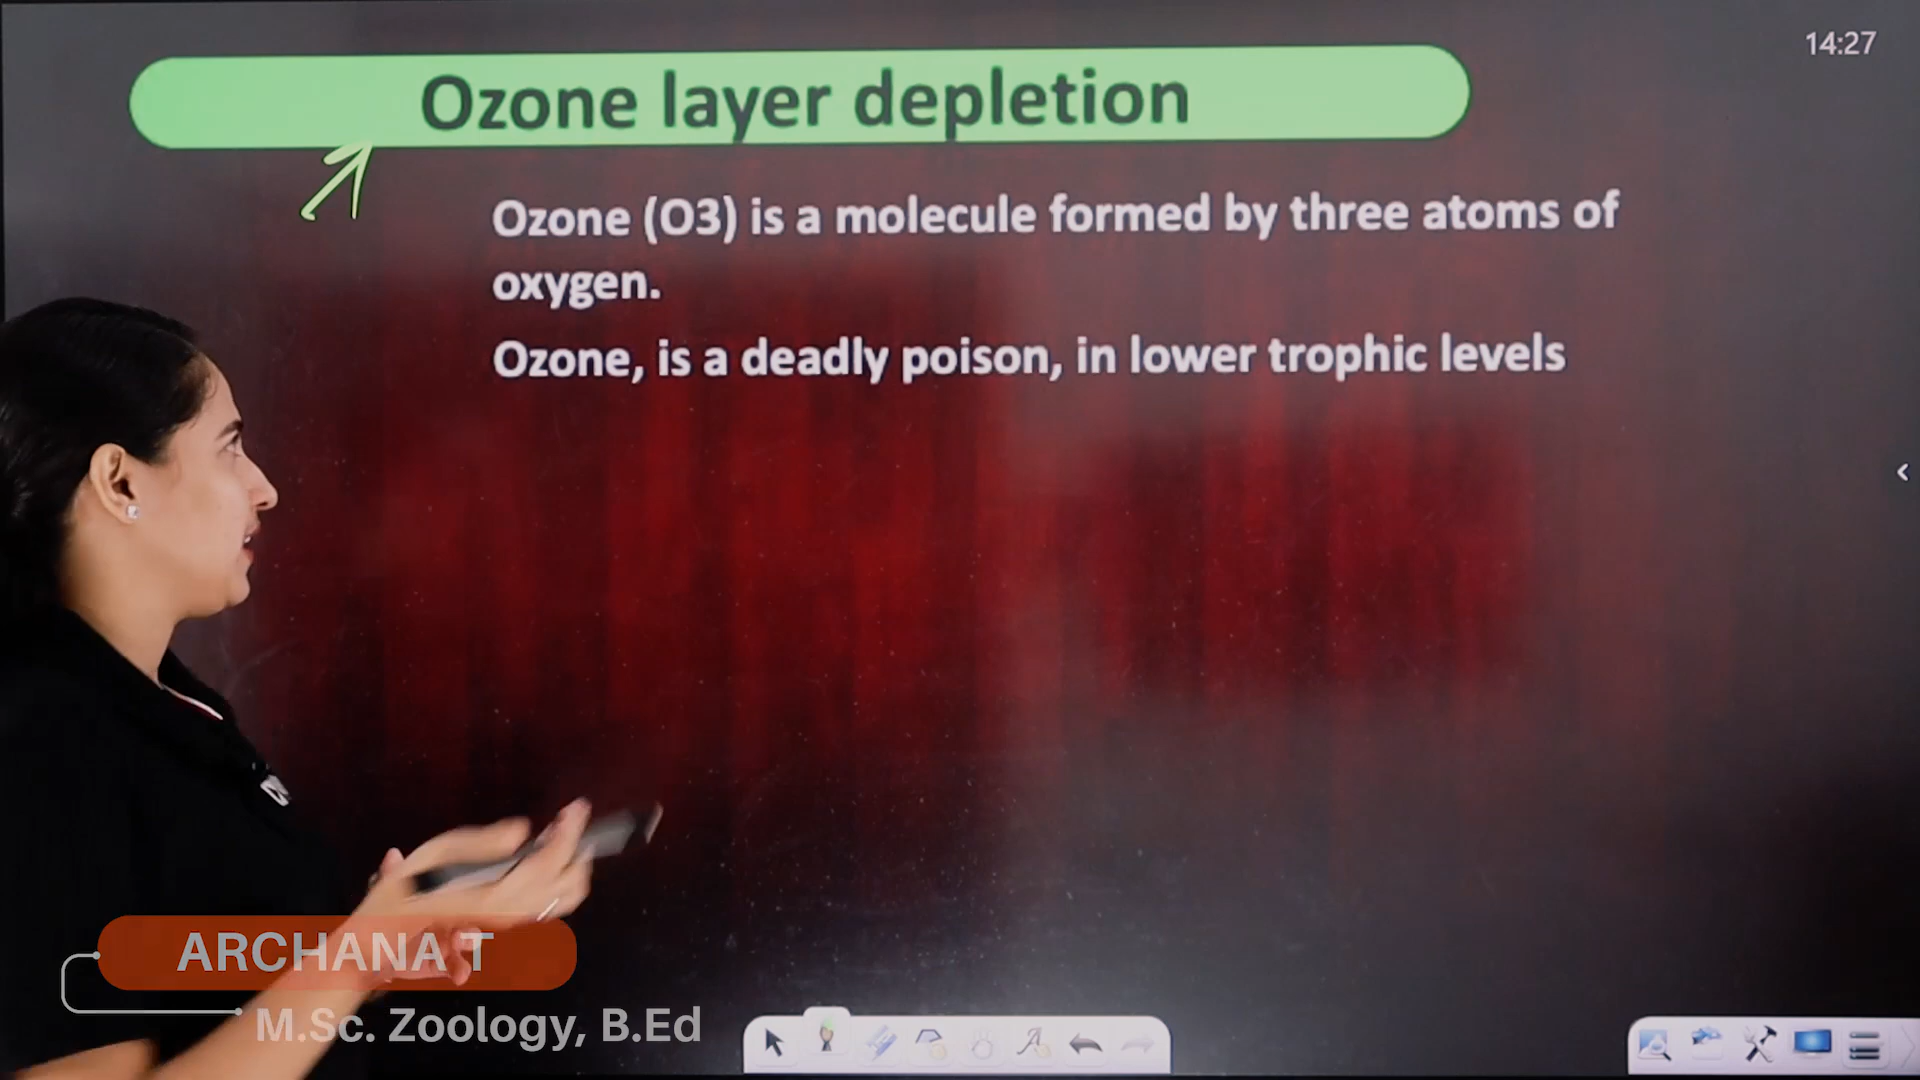 14:27
Ozone layer depletion
Ozone (O3) is a molecule formed by three atoms of
oxygen.
Ozone, is a deadly poison, in lower trophic levels
ARCHANA T
M.Sc. Zoology, B.Ed